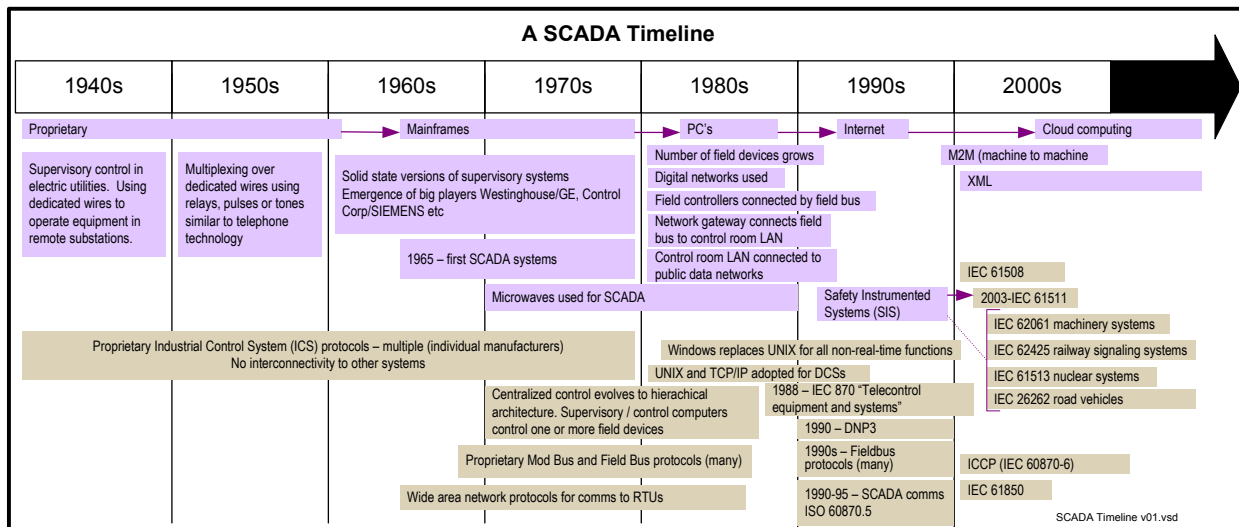 A SCADA Timeline
1940s
1950s
1960s
1970s
1980s
1990s
2000s
Proprietary
Mainframes
PC's
Internet
Cloud computing
Supervisory control in
electric utilities. Using
dedicated wires to
operate equipment in
remote substations.
Multiplexing over
dedicated wires using
relays, pulses or tones
similar to telephone
technology
Solid state versions of supervisory systems
Emergence of big players Westinghouse/GE, Control
Corp/SIEMENS etc
1965 – first SCADA systems
Microwaves used for SCADA
Number of field devices grows
Digital networks used
Field controllers connected by field bus
Network gateway connects field
bus to control room LAN
Control room LAN connected to
public data networks
M2M (machine to machine
XML
Safety Instrumented
Systems (SIS)
IEC 61508
2003-IEC 61511
IEC 62061 machinery systems
IEC 62425 railway signaling systems
IEC 61513 nuclear systems
IEC 26262 road vehicles
Proprietary Industrial Control System (ICS) protocols – multiple (individual manufacturers)
No interconnectivity to other systems
Windows replaces UNIX for all non-real-time functions
UNIX and TCP/IP adopted for DCSs
Centralized control evolves to hierachical
architecture. Supervisory / control computers
control one or more field devices
1988 – IEC 870 “Telecontrol
equipment and systems”
1990 – DNP3
Proprietary Mod Bus and Field Bus protocols (many)
1990s – Fieldbus
protocols (many)
ICCP (IEC 60870-6)
Wide area network protocols for comms to RTUs
1990-95 – SCADA comms
ISO 60870.5
IEC 61850
SCADA Timeline v01.vsd